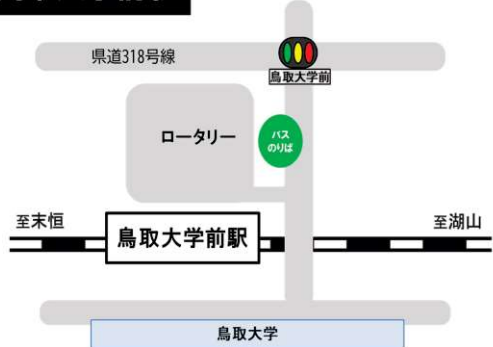 県道318号線
鳥取大学前
ロータリー
バス
のりば
至末恒
至湖山
鳥取大学前駅
鳥取大学